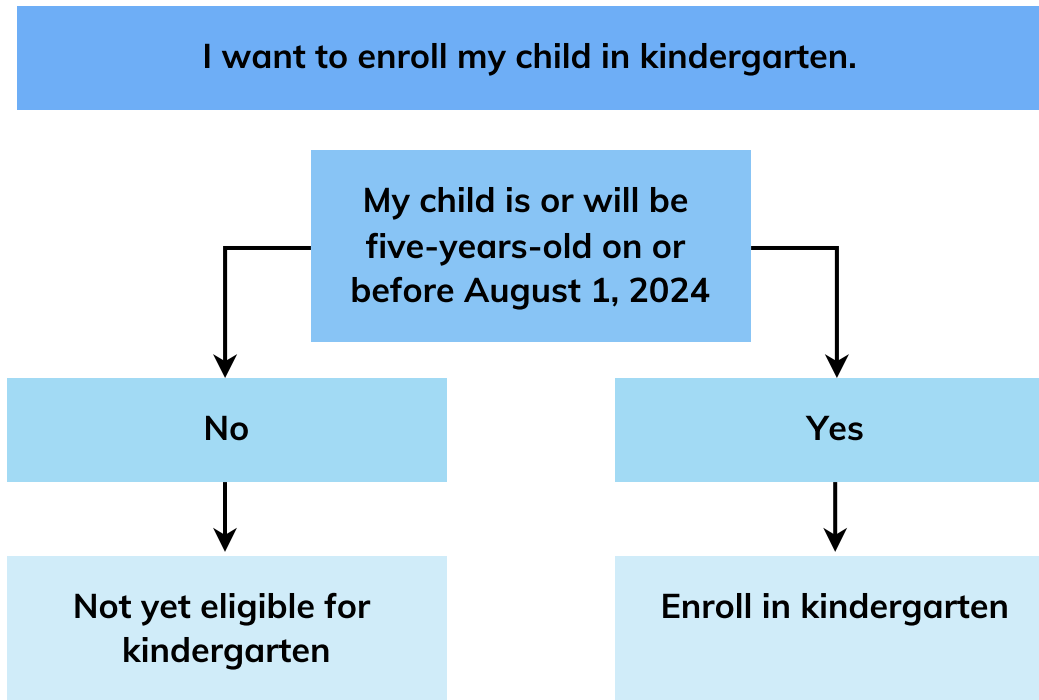 I want to enroll my child in kindergarten.
My child is or will be
five-years-old on or
before August 1, 2024
No
Yes
Not yet eligible for
kindergarten
Enroll in kindergarten